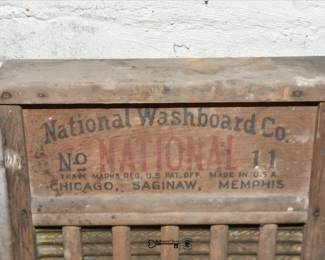 National Washboard Co.
No NATIONAL 11
TRADE MARKS REG. U.S. PAT. OFF. MADE IN U.S.A.
CHICAGO, SAGINAW, MEMPHIS